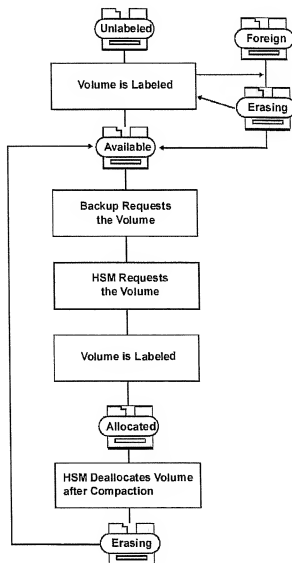 Unlabeled
Foreign
Volume is Labeled
Erasing
Available
Backup Requests
the Volume
HSM Requests
the Volume
Volume is Labeled
Allocated
HSM Deallocates Volume
after Compaction
Erasing